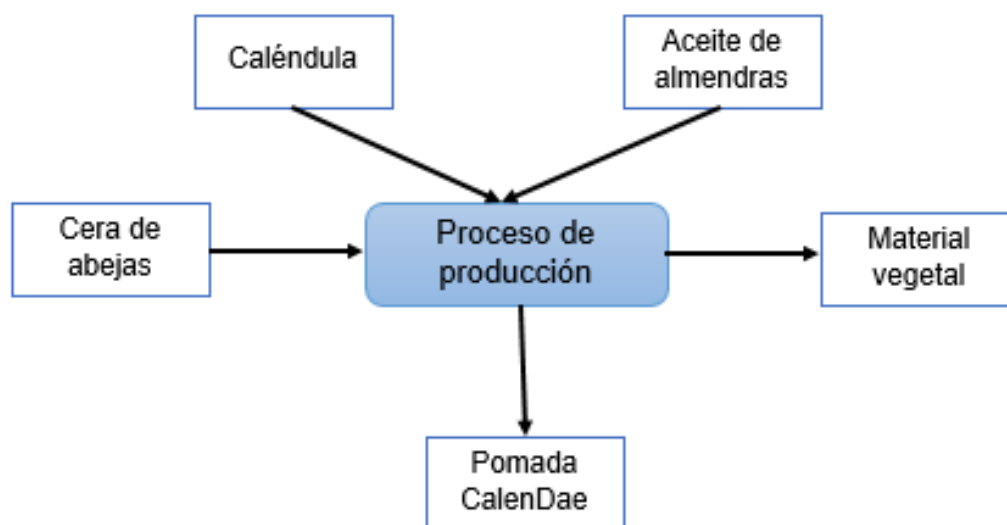 Caléndula
Aceite de
almendras
Cera de
abejas
Proceso de
producción
Material
vegetal
Pomada
CalenDae